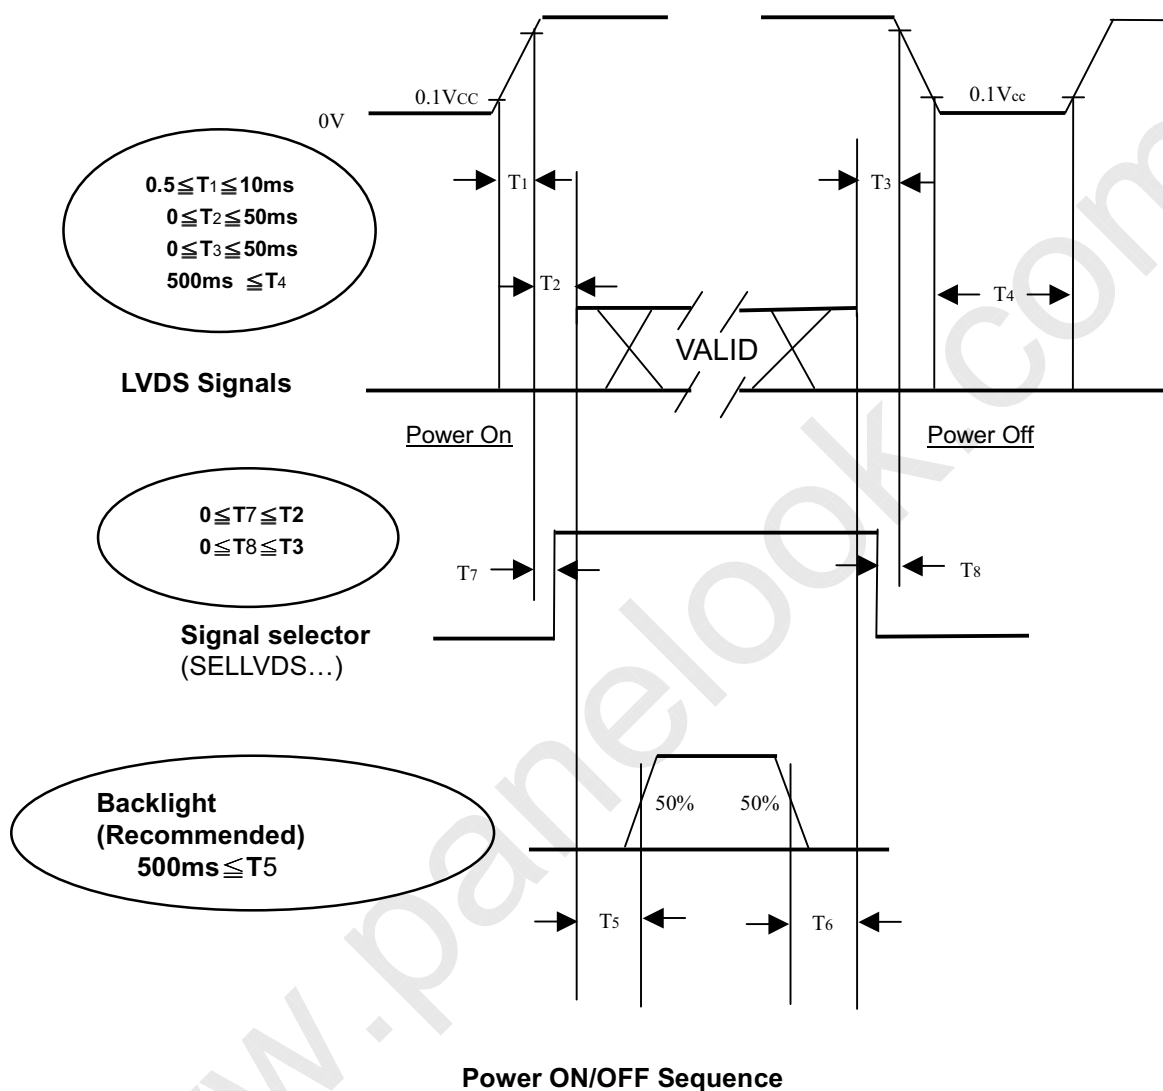 0.1VCC
0.1Vcc
0V
0.5≦T1≦10ms
0≦T2≦50ms
0≦T3≦50ms
500ms ≦T4
T1
T3
T2
T4
VALID
LVDS Signals
Power On
Power Off
0≦T7≦T2
0≦T8≦T3
T7
T8
Signal selector
(SELLVDS…)
Backlight
(Recommended)
500ms≦T5
50%
50%
T5
T6
Power ON/OFF Sequence
www.panelook.com